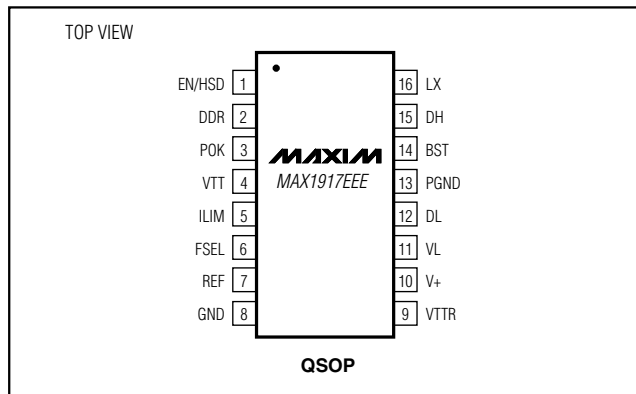 TOP VIEW
EN/HSD 1
DDR 2
POK 3
VTT 4
ILIM 5
FSEL 6
REF 7
GND 8
MAXIM
MAX1917EEE
16 LX
15 DH
14 BST
13 PGND
12 DL
11 VL
10 V+
9 VTTR
QSOP